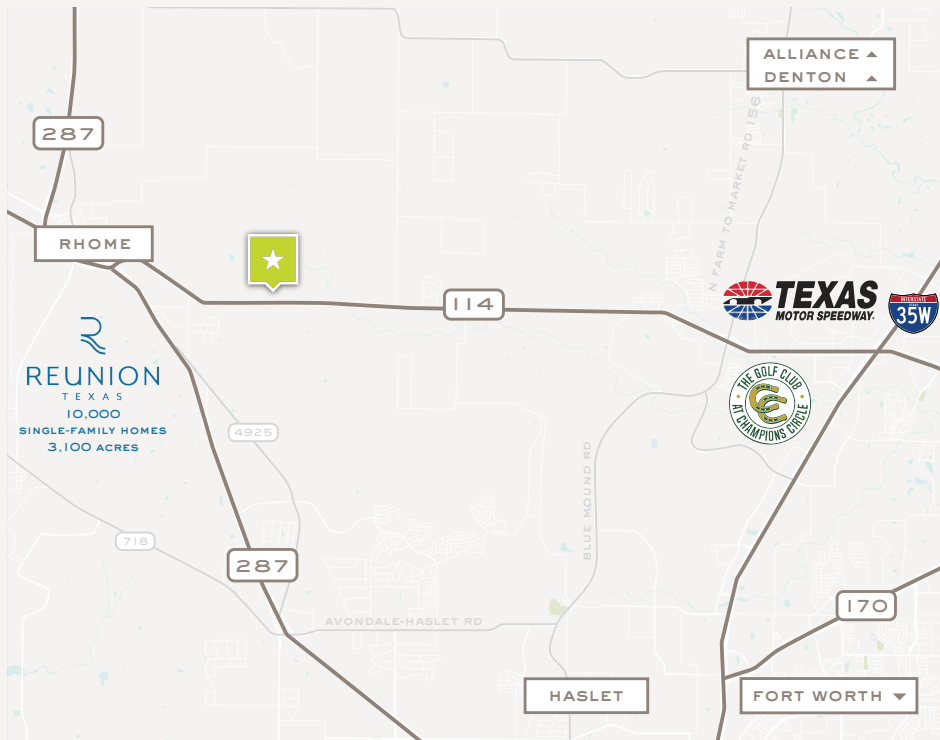 ALLIANCE
DENTON
287
N FARM TO MARKET RD 156
RHOME
114
TEXAS
MOTOR SPEEDWAY
INTERSTATE
TEXAS
35W
REUNION
TEXAS
10,000
SINGLE-FAMILY HOMES
3,100 ACRES
THE GOLF CLUB
AT CHAMPIONS CIRCLE
4925
BLUE MOUND RD
718
287
170
AVONDALE-HASLET RD
HASLET
FORT WORTH